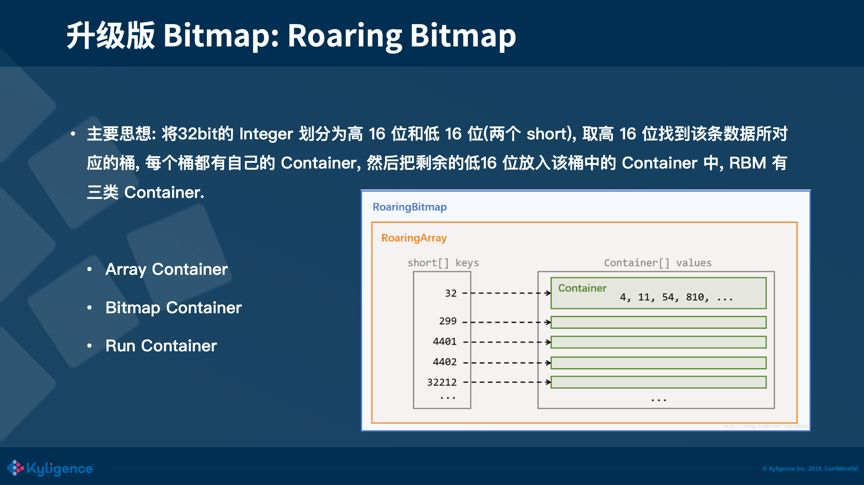 升级版 Bitmap: Roaring Bitmap
• 主要思想: 将32bit的 Integer 划分为高 16 位和低 16 位(两个 short), 取高 16 位找到该条数据所对
应的桶, 每个桶都有自己的 Container, 然后把剩余的低16 位放入该桶中的 Container 中, RBM 有
三类 Container.
• Array Container
• Bitmap Container
• Run Container
RoaringBitmap
RoaringArray
short[] keys
Container[] values
32
Container
4, 11, 54, 810, ...
299
4401
4402
32212
...
...
Kyligence
© Kyligence Inc. 2019, Confidential.